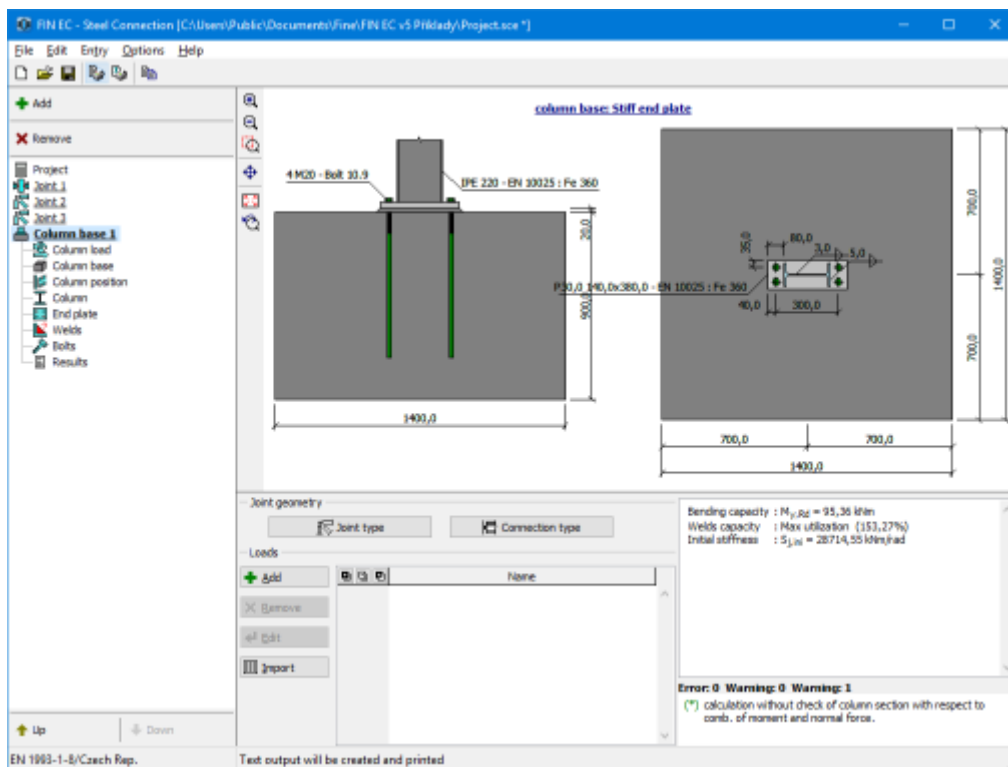 FIN EC - Steel Connection [C:\Users\Public\Documents\Fine\FIN EC v5 Příklady\Project.sce *]
File Edit Entry Options Help
Add
Remove
Project
Joint 1
Joint 2
Joint 3
Column base 1
Column load
Column base
Column position
Column
End plate
Welds
Bolts
Results
Up
Down
column base: Stiff end plate
4 M20 - Bolt 10.9
IPE 220 - EN 10025 : Fe 360
20,0
900,0
1400,0
35,0
80,0
3,0
5,0
P30,0 140,0x380,0 - EN 10025 : Fe 360
40,0
300,0
700,0
1400,0
700,0
700,0
700,0
1400,0
Joint geometry
Joint type
Connection type
Loads
Add
Remove
Edit
Import
Name
Bending capacity : My,Rd = 95,36 kNm
Welds capacity : Max utilization (153,27%)
Initial stiffness : Sj,ini = 28714,55 kNm/rad
Error: 0 Warning: 0 Warning: 1
(*) calculation without check of column section with respect to
comb. of moment and normal force.
EN 1993-1-8/Czech Rep.
Text output will be created and printed